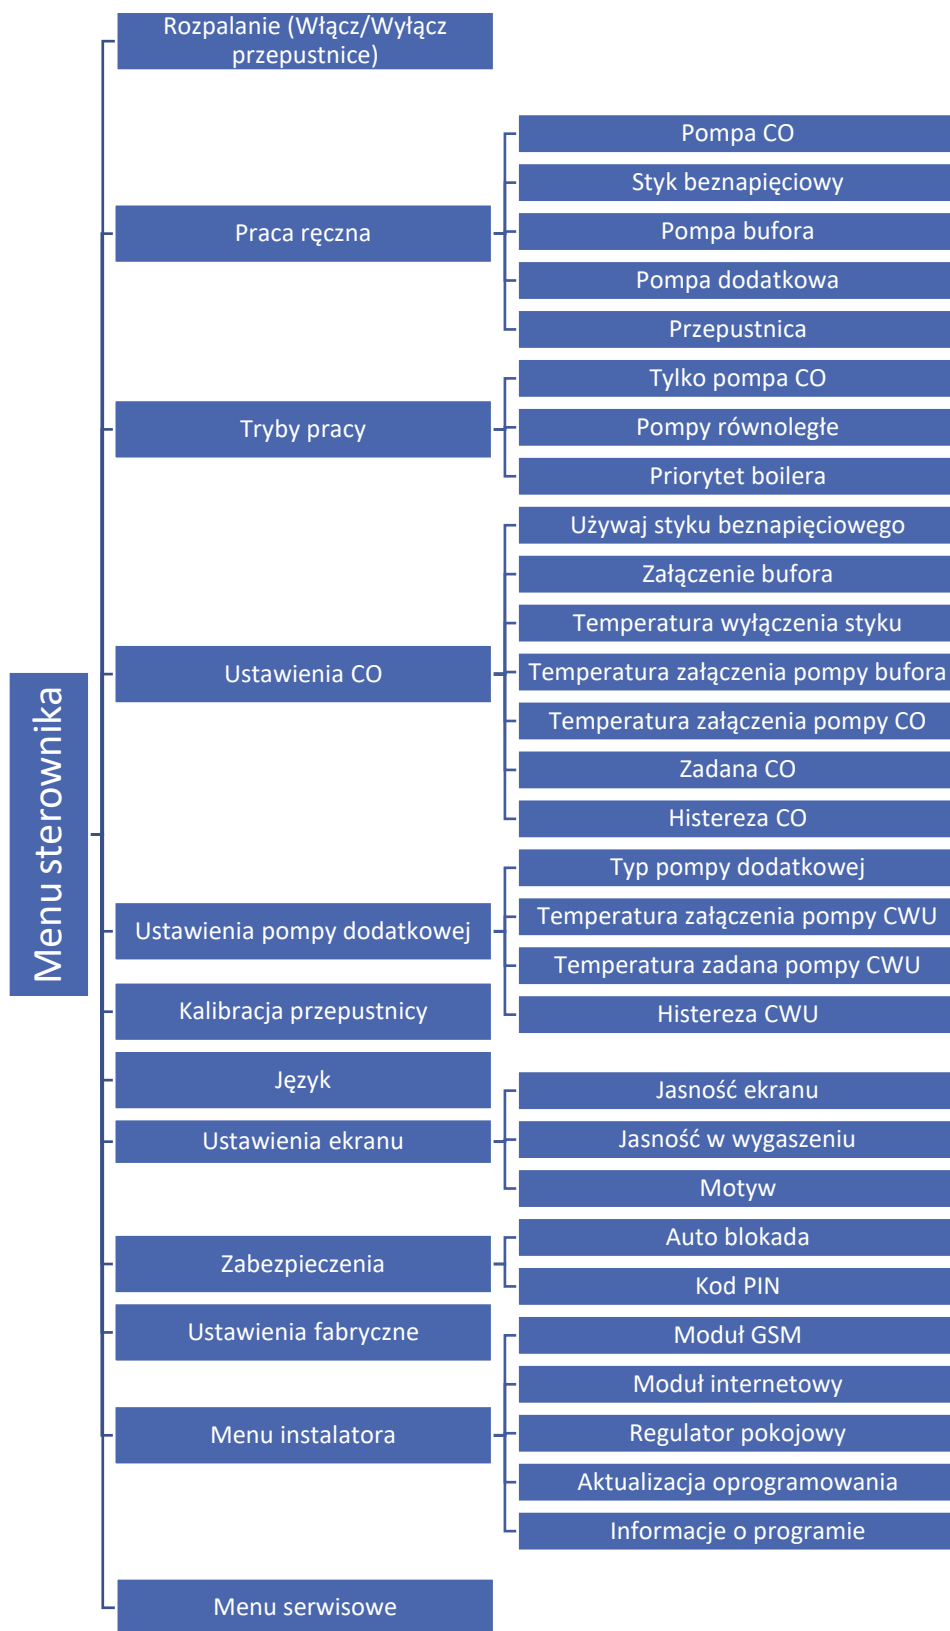 Menu sterownika
Rozpalanie (Włącz/Wyłącz
przepustnice)
Praca ręczna
Pompa CO
Styk beznapięciowy
Pompa bufora
Pompa dodatkowa
Przepustnica
Tryby pracy
Tylko pompa CO
Pompy równoległe
Priorytet boilera
Ustawienia CO
Używaj styku beznapięciowego
Załączenie bufora
Temperatura wyłączenia styku
Temperatura załączenia pompy bufora
Temperatura załączenia pompy CO
Zadana CO
Histereza CO
Ustawienia pompy dodatkowej
Typ pompy dodatkowej
Temperatura załączenia pompy CWU
Temperatura zadana pompy CWU
Histereza CWU
Kalibracja przepustnicy
Język
Ustawienia ekranu
Jasność ekranu
Jasność w wygaszeniu
Motyw
Zabezpieczenia
Auto blokada
Kod PIN
Ustawienia fabryczne
Menu instalatora
Moduł GSM
Moduł internetowy
Regulator pokojowy
Aktualizacja oprogramowania
Informacje o programie
Menu serwisowe